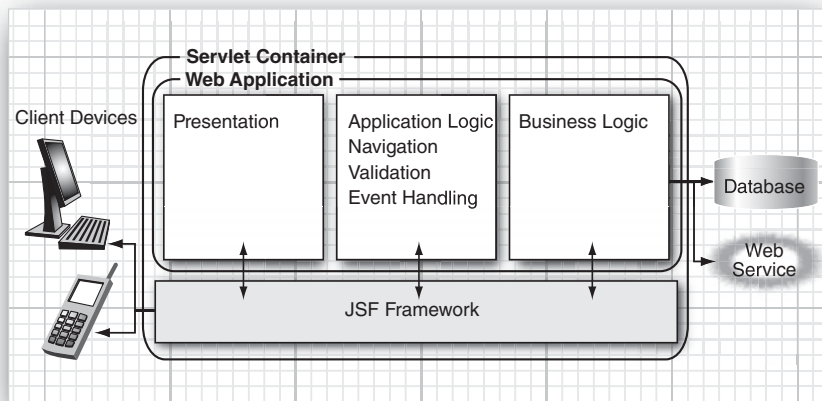 Servlet Container
Web Application
Client Devices
Presentation
Application Logic
Navigation
Validation
Event Handling
Business Logic
Database
Web
Service
JSF Framework